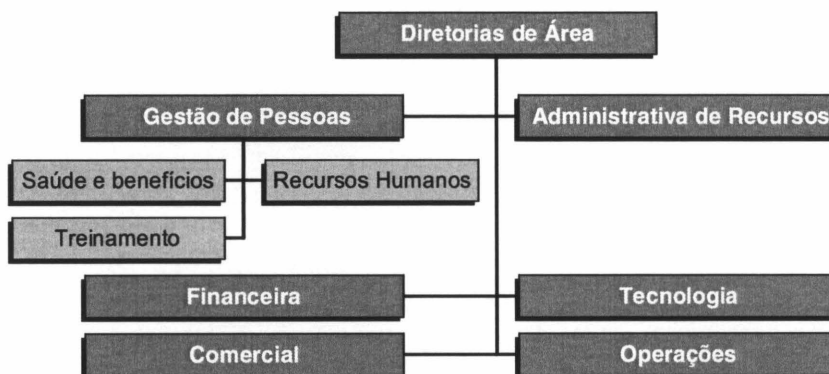 Diretorias de Área
Gestão de Pessoas
Administrativa de Recursos
Saúde e benefícios
Recursos Humanos
Treinamento
Financeira
Tecnologia
Comercial
Operações